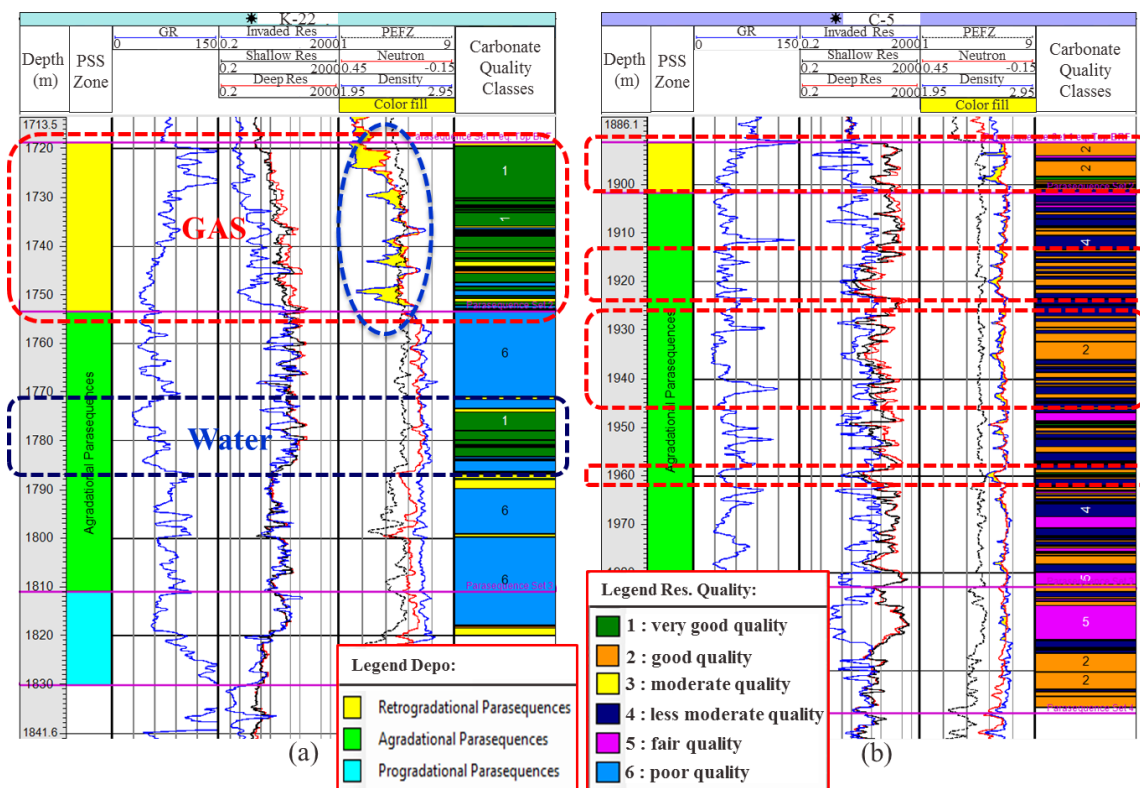 K-22
Depth
(m)
PSS
Zone
GR
0 150
Invaded Res
0.2 2000
Shallow Res
0.2 2000
Deep Res
0.2 2000
PEFZ
1 9
Neutron
0.45 -0.15
Density
1.95 2.95
Color fill
Carbonate
Quality
Classes
1713.5
1720
1730
1740
1750
1760
1770
1780
1790
1800
1810
1820
1830
1841.6
Agradational Parasequences
GAS
Water
1
1
6
1
6
6
Parasequence Set 3
(a)
Legend Depo:
Retrogradational Parasequences
Agradational Parasequences
Progradational Parasequences
C-5
Depth
(m)
PSS
Zone
GR
0 150
Invaded Res
0.2 2000
Shallow Res
0.2 2000
Deep Res
0.2 2000
PEFZ
1 9
Neutron
0.45 -0.15
Density
1.95 2.95
Color fill
Carbonate
Quality
Classes
1886.1
1900
1910
1920
1930
1940
1950
1960
1970
Agradational Parasequences
2
2
4
2
4
5
5
2
2
Parasequence Set 4
(b)
Legend Res. Quality:
1 : very good quality
2 : good quality
3 : moderate quality
4 : less moderate quality
5 : fair quality
6 : poor quality